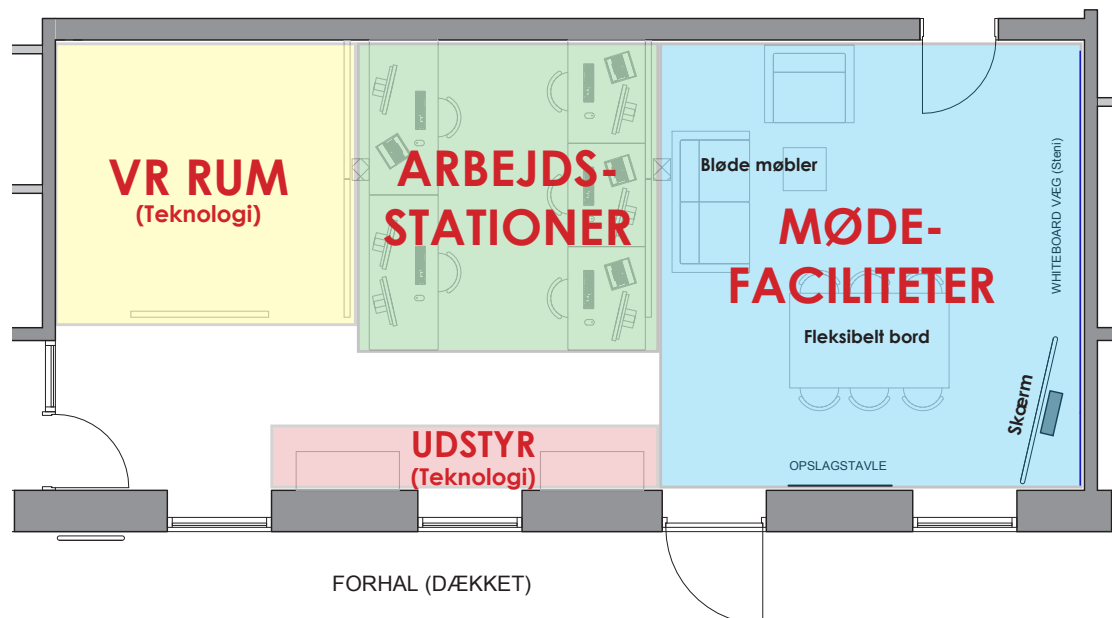 VR RUM
(Teknologi)
ARBEJDS-
STATIONER
Bløde møbler
MØDE-
FACILITETER
WHITEBOARD VÆG (Steni)
Fleksibelt bord
Skærm
UDSTYR
(Teknologi)
OPSLAGSTAVLE
FORHAL (DÆKKET)